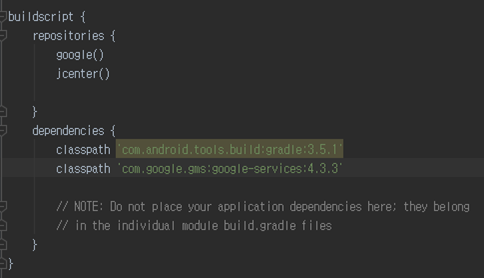 buildscript {
    repositories {
        google()
        jcenter()

    }
    dependencies {
        classpath 'com.android.tools.build:gradle:3.5.1'
        classpath 'com.google.gms:google-services:4.3.3'

        // NOTE: Do not place your application dependencies here; they belong
        // in the individual module build.gradle files
    }
}